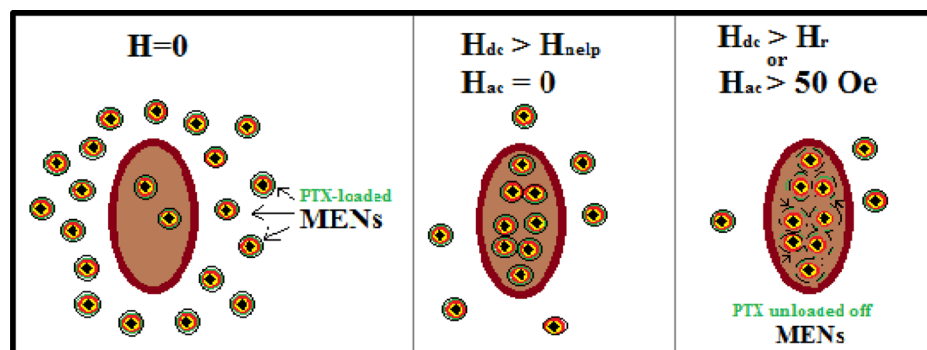 H=0
PTX-loaded
MENs
Hdc > Hnelp
Hac = 0
Hdc > Hr
or
Hac > 50 Oe
PTX unloaded off
MENs